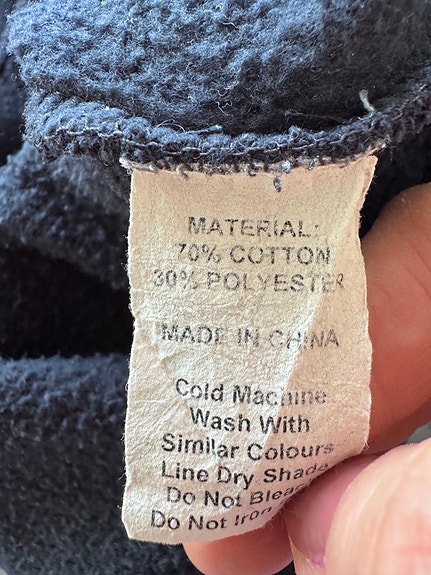 MATERIAL:
70% COTTON
30% POLYESTER
MADE IN CHINA
Cold Machine
Wash With
Similar Colours
Line Dry Shade
Do Not Bleach
Do Not Iron